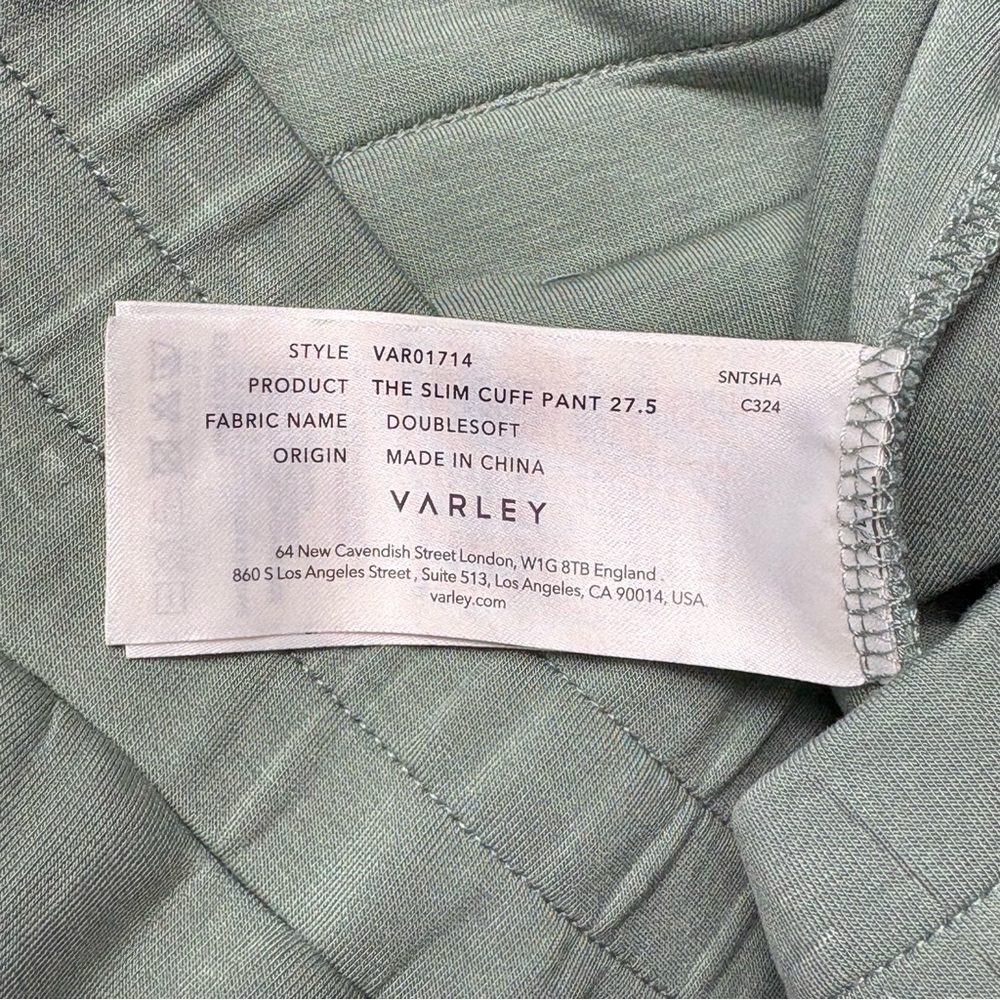 STYLE VAR01714
PRODUCT THE SLIM CUFF PANT 27.5
FABRIC NAME DOUBLESOFT
ORIGIN MADE IN CHINA
SNTSHA
C324
VARLEY
64 New Cavendish Street London, W1G 8TB England .
860 S Los Angeles Street , Suite 513, Los Angeles, CA 90014, USA.
varley.com